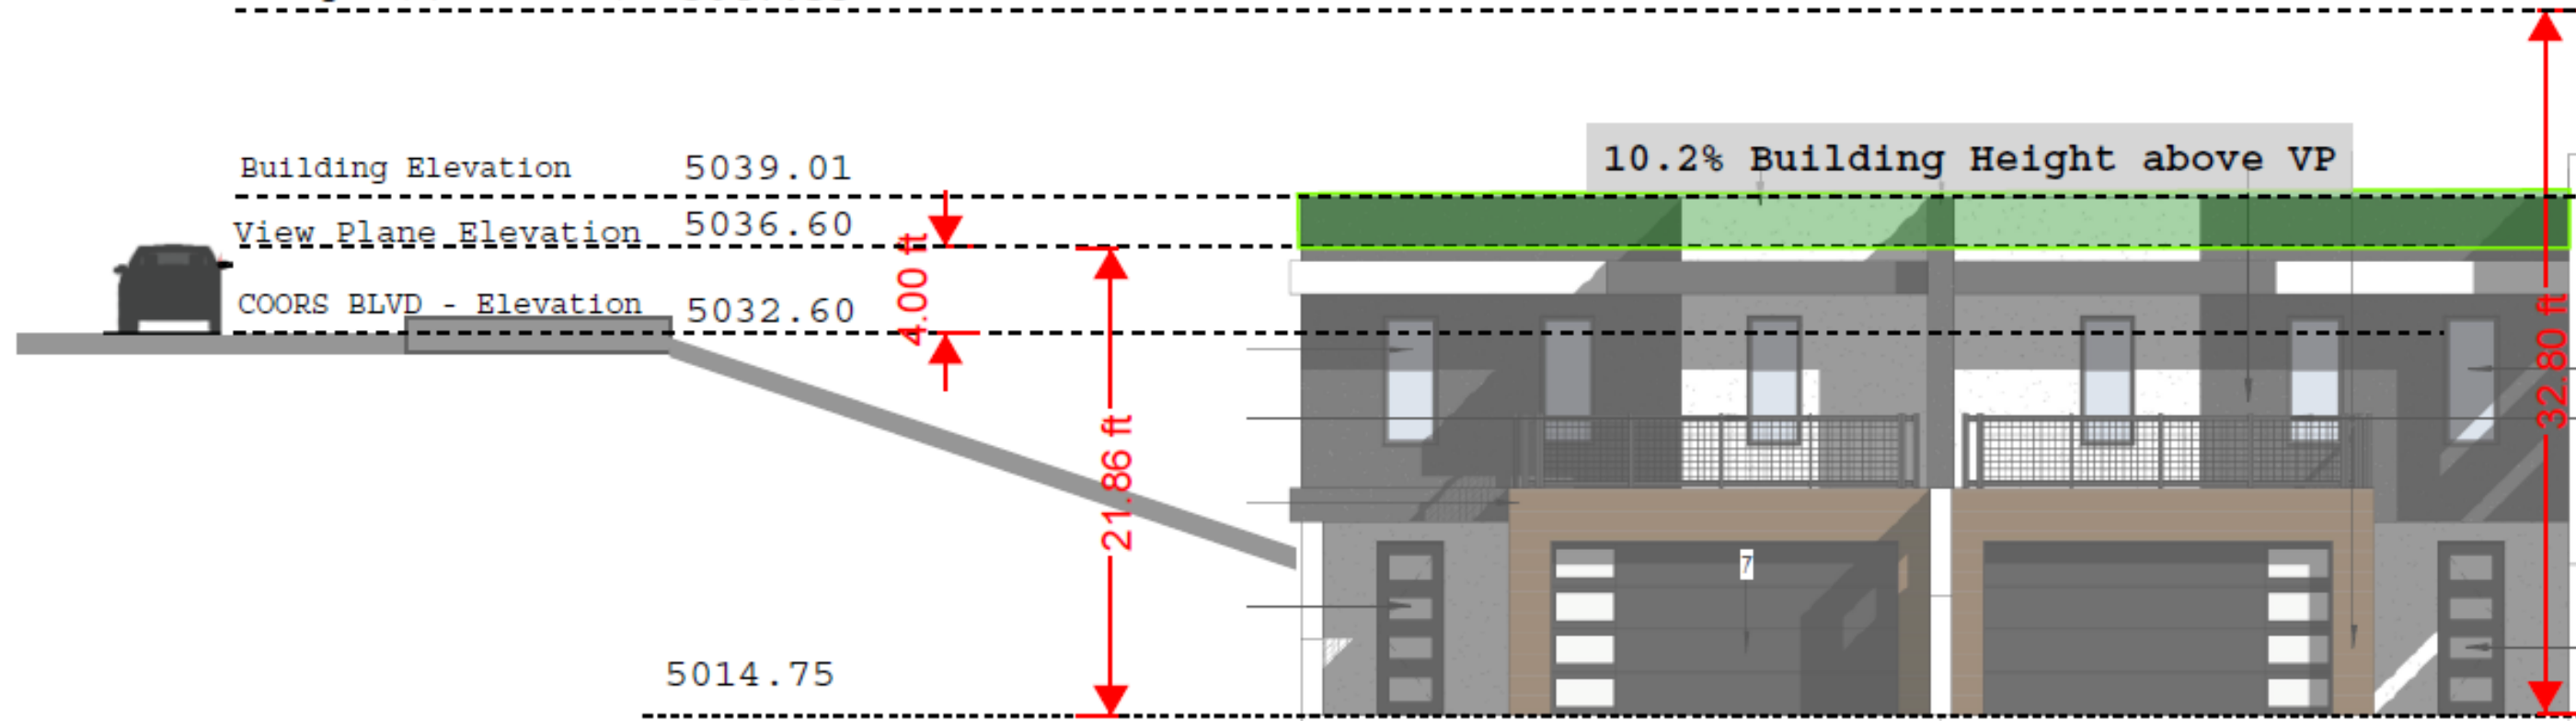 10.2% Building Height above VP
Building Elevation 5039.01
View Plane Elevation 5036.60
COORS BLVD - Elevation 5032.60
4.00 ft
21.86 ft
32.80 ft
7
5014.75